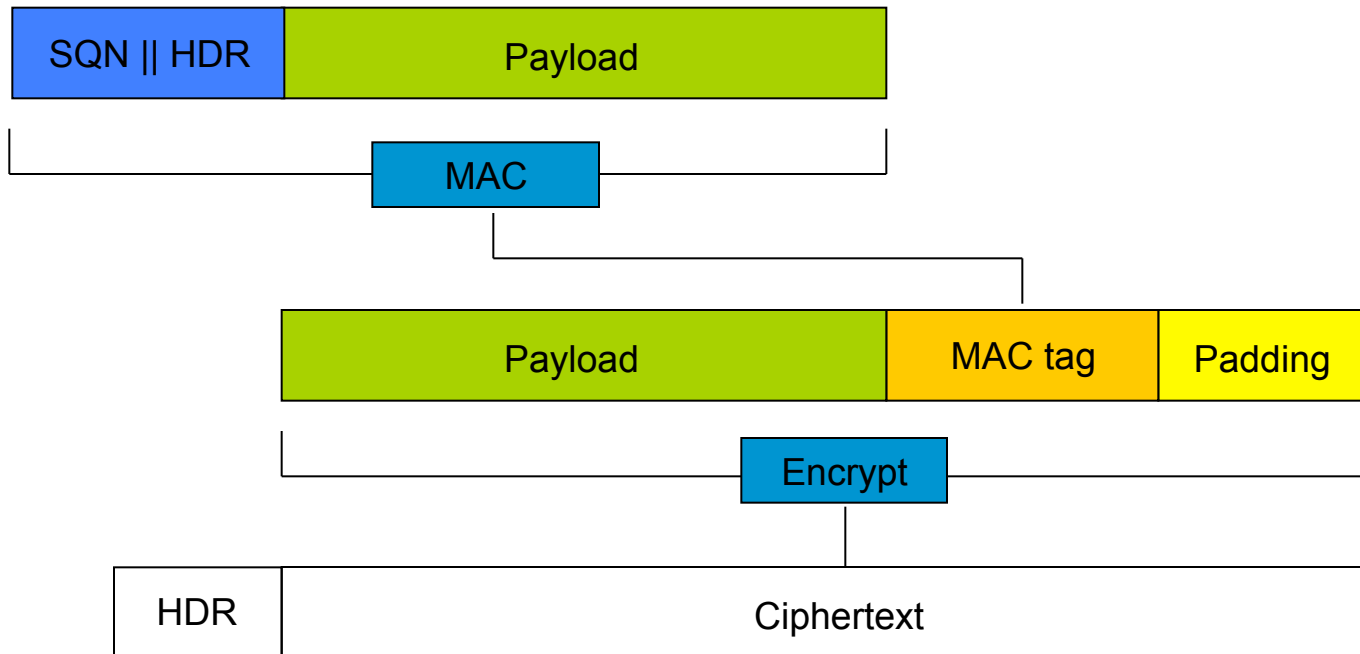 SQN || HDR Payload
MAC
Payload MAC tag Padding
Encrypt
HDR Ciphertext